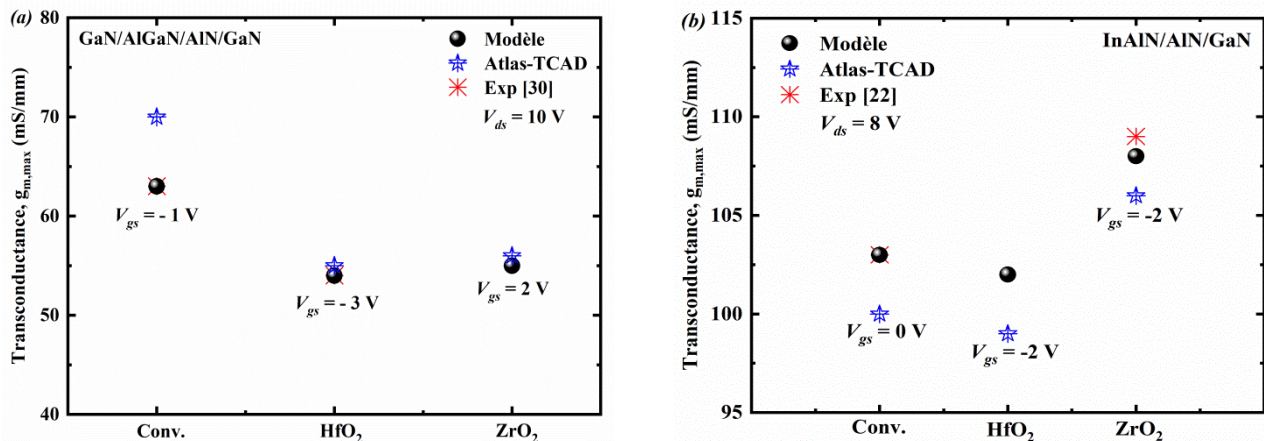 (a)
80
70
60
50
40
Transconductance, g_m,max (mS/mm)
GaN/AlGaN/AlN/GaN
Modèle
Atlas-TCAD
Exp [30]
V_ds = 10 V
V_gs = - 1 V
V_gs = - 3 V
V_gs = 2 V
Conv.
HfO₂
ZrO₂
(b)
115
110
105
100
95
Transconductance, g_m,max (mS/mm)
Modèle
Atlas-TCAD
Exp [22]
V_ds = 8 V
InAlN/AlN/GaN
V_gs = 0 V
V_gs = -2 V
V_gs = -2 V
Conv.
HfO₂
ZrO₂